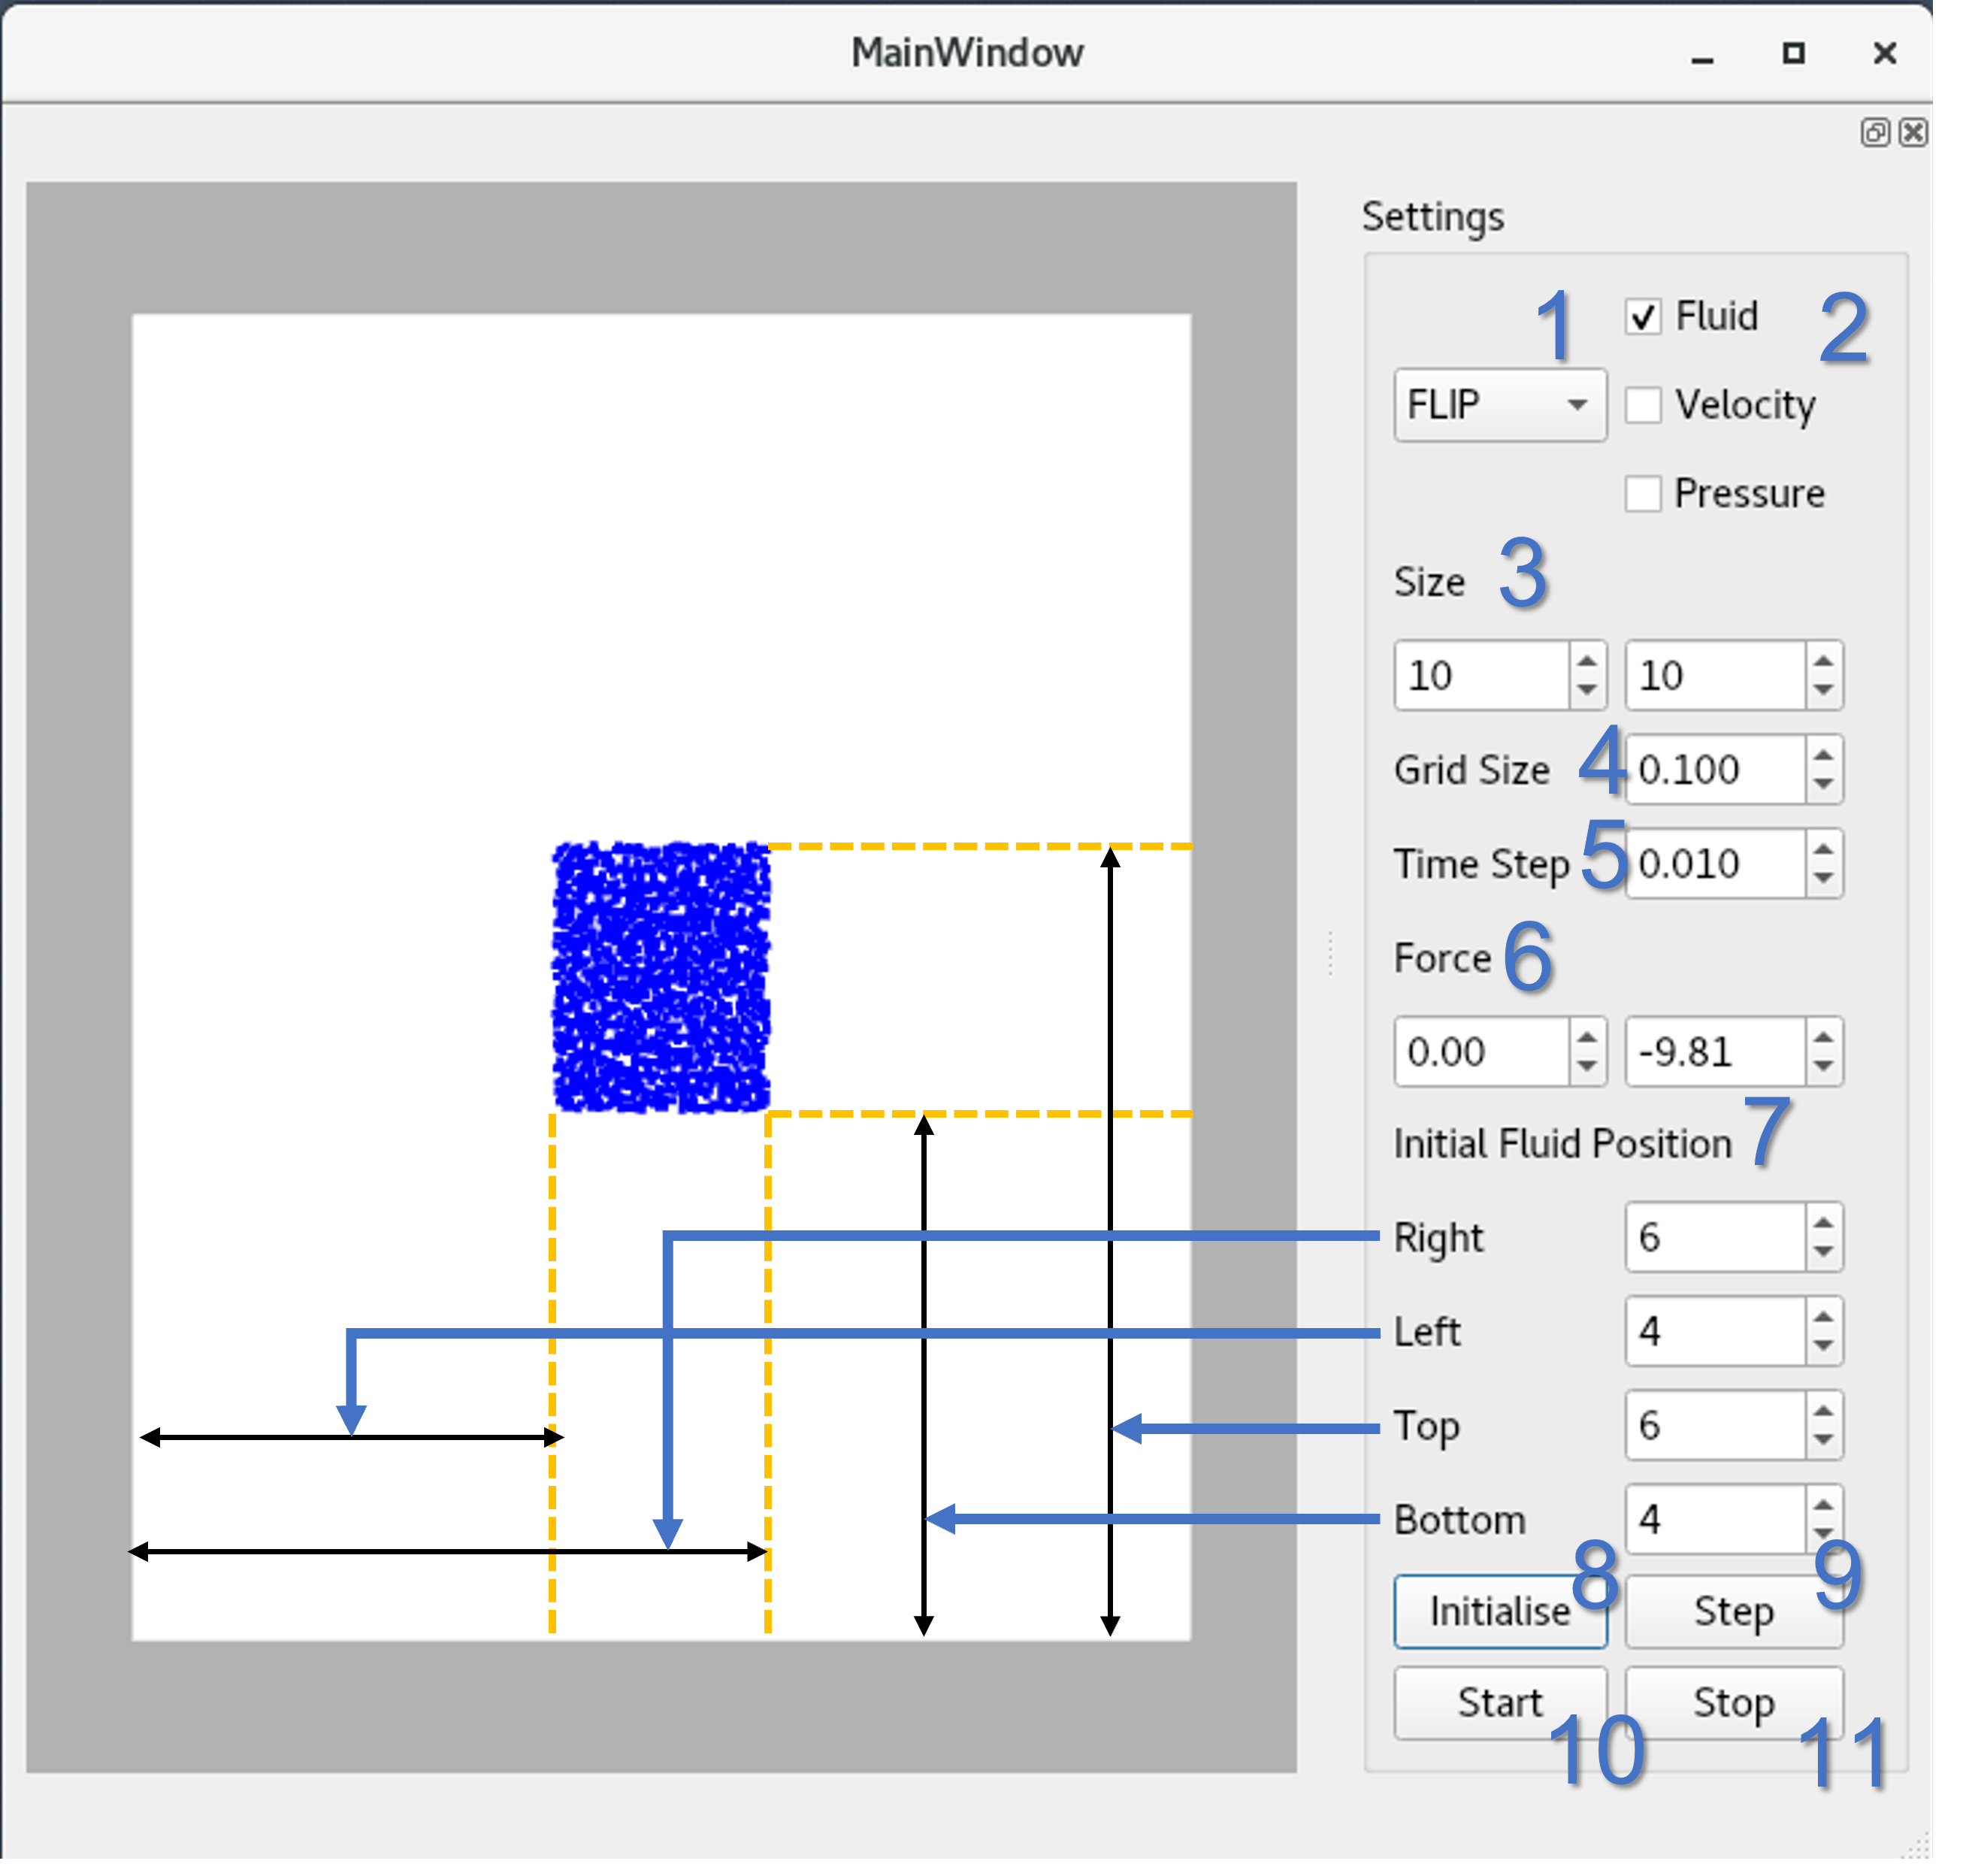 MainWindow
Settings
1
Fluid
2
FLIP
Velocity
Pressure
Size 3
10 10
Grid Size 4 0.100
Time Step 5 0.010
Force 6
0.00 -9.81
Initial Fluid Position 7
Right 6
Left 4
Top 6
Bottom 4
8 9
Initialise Step
Start Stop
10 11